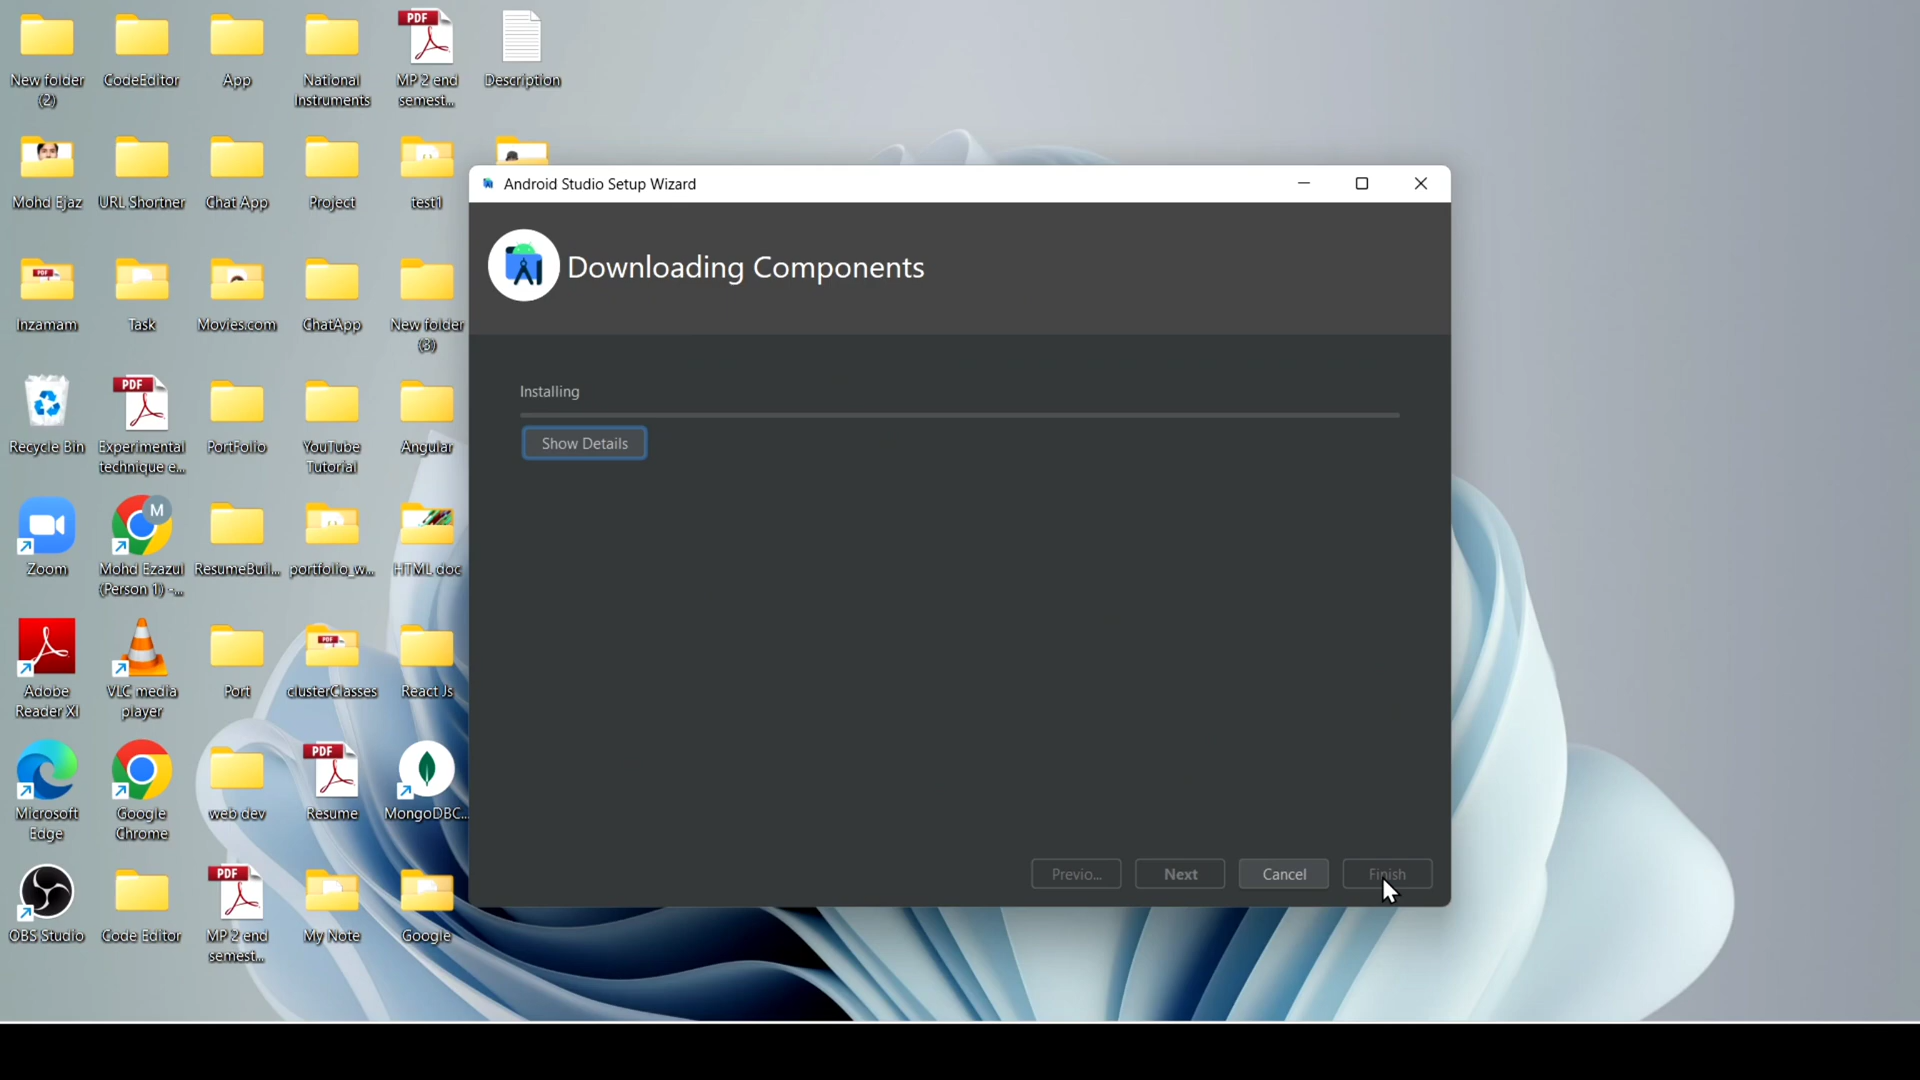 New folder
(2)
CodeEditor
App
National
Instruments
PDF
MP 2 end
semest...
Description
Mohd Ejaz
URL Shortner
Chat App
Project
test1
PDF
Inzamam
Task
Movies.com
ChatApp
New folder
(3)
Recycle Bin
PDF
Experimental
technique e...
PortFolio
YouTube
Tutorial
Angular
Zoom
M
Mohd Ezazul
(Person 1) -...
ResumeBuil...
portfolio_w...
HTML doc
Adobe
Reader XI
VLC media
player
Port
PDF
clusterClasses
React Js
Microsoft
Edge
Google
Chrome
web dev
PDF
Resume
MongoDBC...
OBS Studio
Code Editor
PDF
MP 2 end
semest...
My Note
Google
Android Studio Setup Wizard
Downloading Components
Installing
Show Details
Previo...
Next
Cancel
Finish